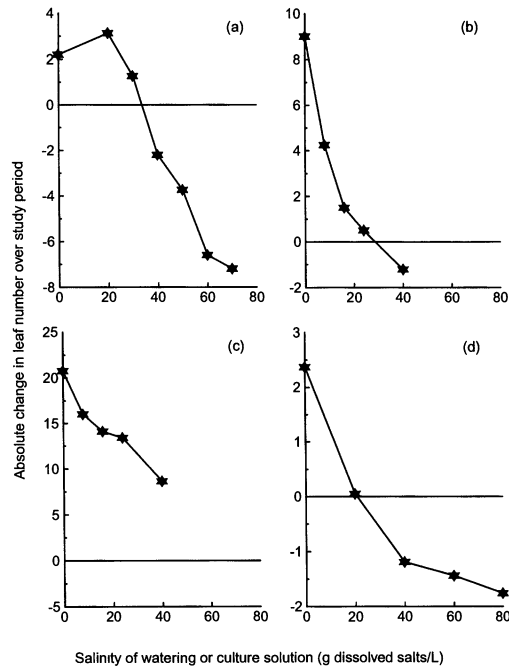 4
2
0
-2
-4
-6
-8
0 20 40 60 80
(a)
10
8
6
4
2
0
-2
0 20 40 60 80
(b)
Absolute change in leaf number over study period
25
20
15
10
5
0
-5
0 20 40 60 80
(c)
3
2
1
0
-1
-2
0 20 40 60 80
(d)
Salinity of watering or culture solution (g dissolved salts/L)